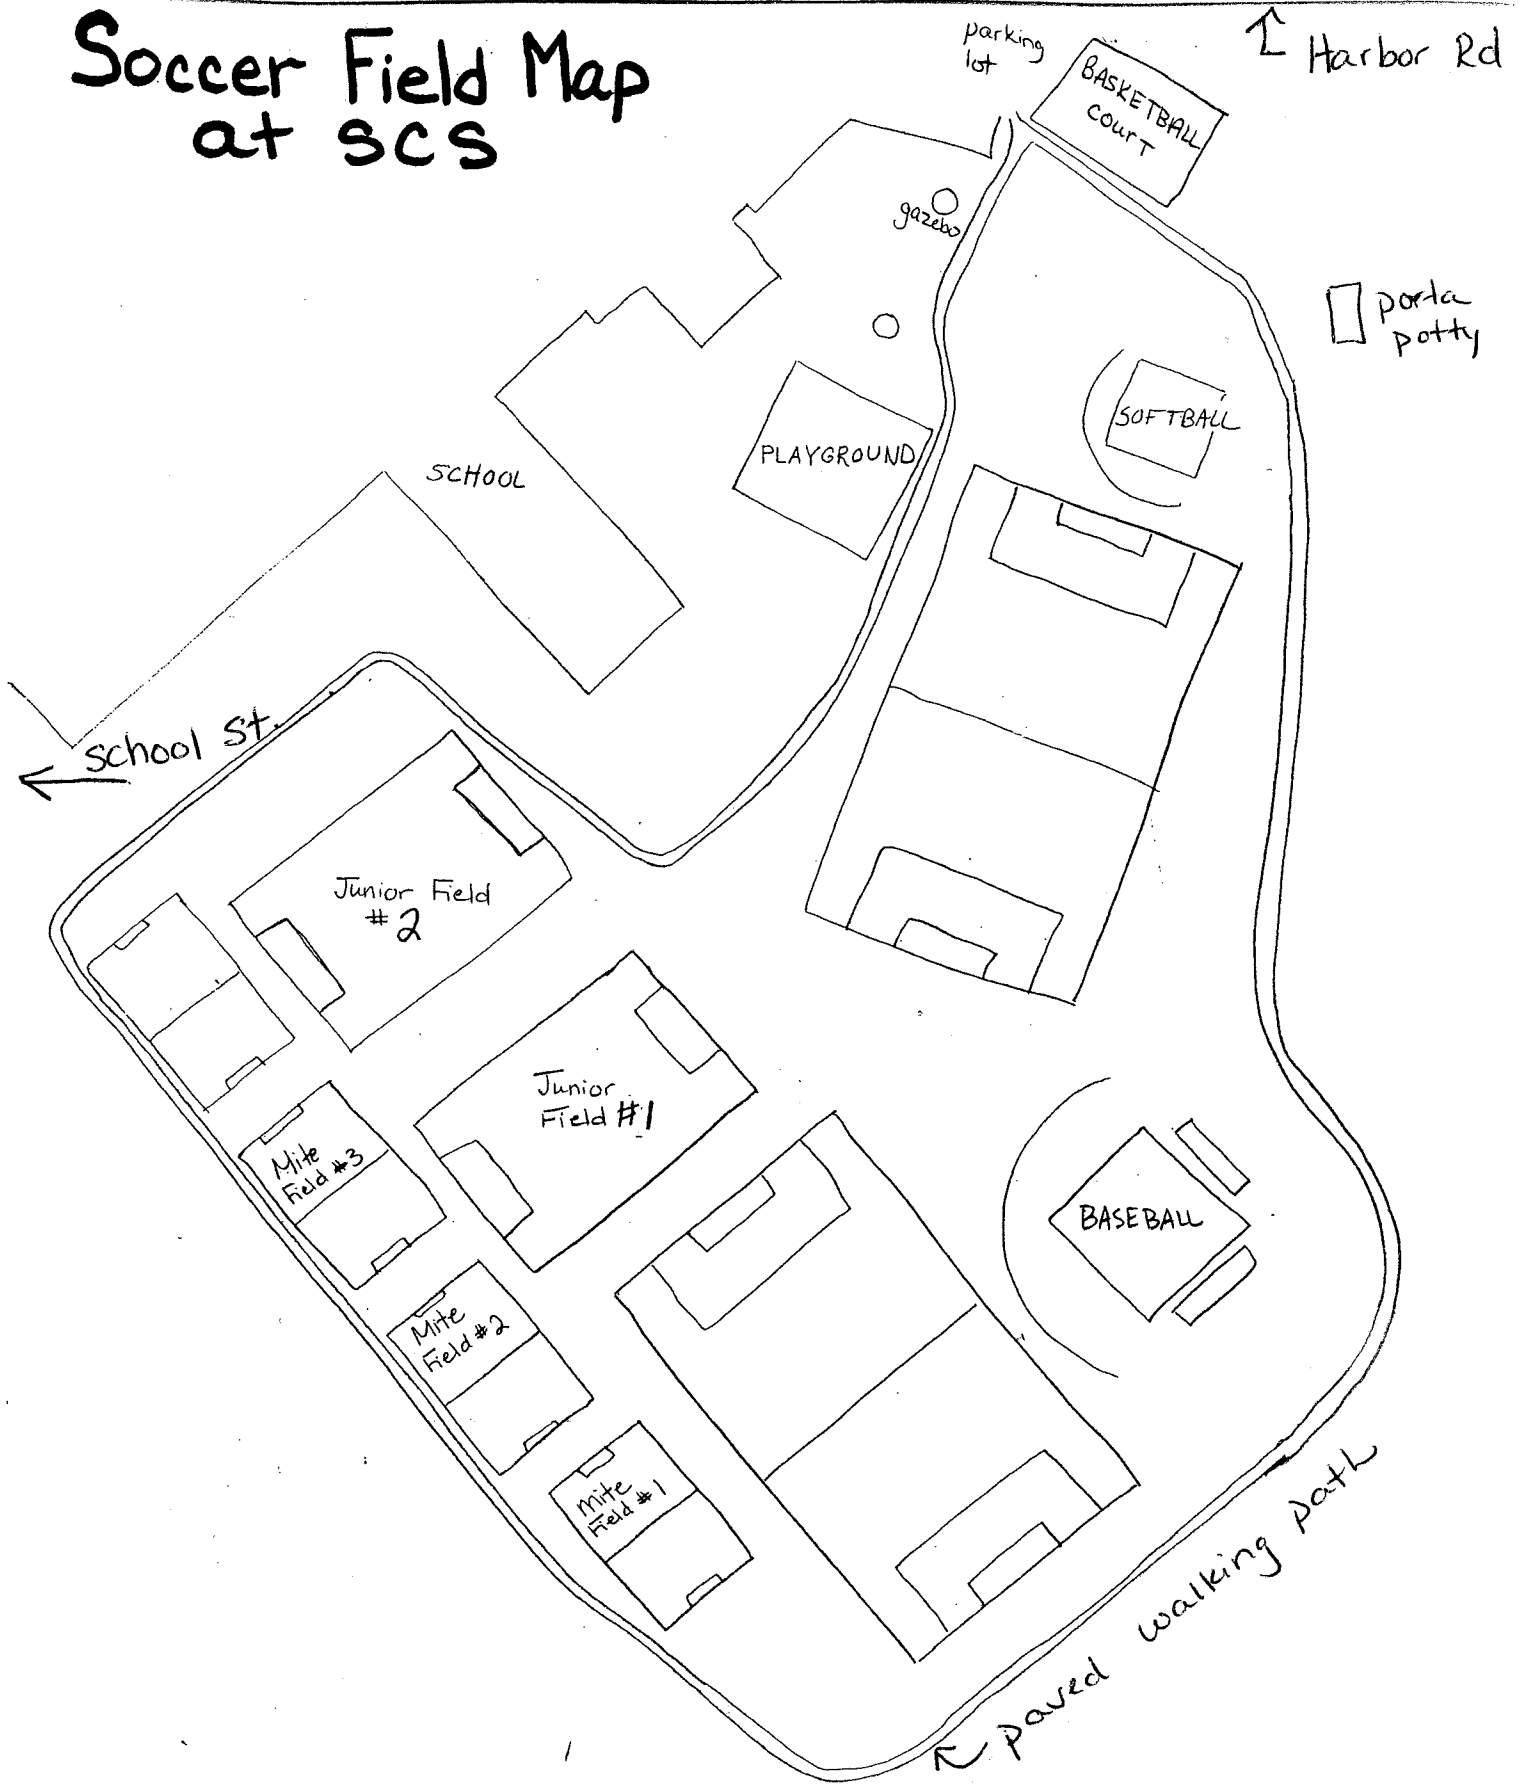 Soccer Field Map
at SCS
parking
lot
BASKETBALL
COURT
Harbor Rd
gazebo
porta
potty
SOFTBALL
PLAYGROUND
SCHOOL
School St.
Junior Field
#2
Junior
Field #1
Mite
Field #3
BASEBALL
Mite
Field #2
Mite
Field #1
paved walking path